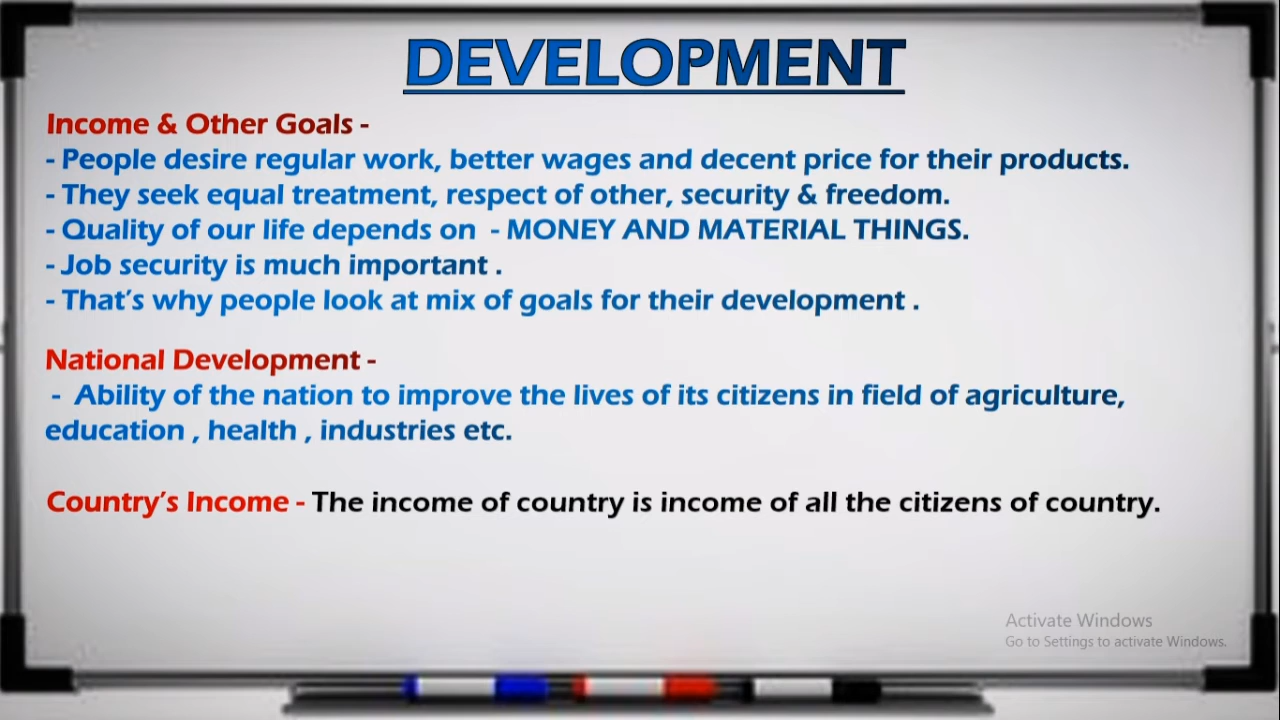 DEVELOPMENT
Income & Other Goals -
- People desire regular work, better wages and decent price for their products.
- They seek equal treatment, respect of other, security & freedom.
- Quality of our life depends on - MONEY AND MATERIAL THINGS.
- Job security is much important .
- That's why people look at mix of goals for their development .
National Development -
- Ability of the nation to improve the lives of its citizens in field of agriculture,
education , health , industries etc.
Country's Income - The income of country is income of all the citizens of country.
Activate Windows
Go to Settings to activate Windows.